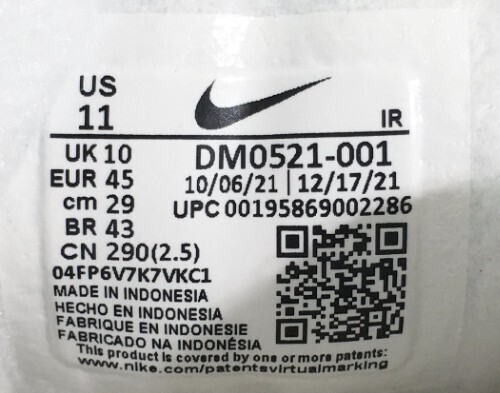 US
11
IR
UK 10
EUR 45
cm 29
BR 43
CN 290(2.5)
DM0521-001
10/06/21 | 12/17/21
UPC 00195869002286
04FP6V7K7VKC1
MADE IN INDONESIA
HECHO EN INDONESIA
FABRIQUE EN INDONESIE
FABRICADO NA INDONÉSIA
This product is covered by one or more patents:
www.nike.com/patentsvirtualmarking